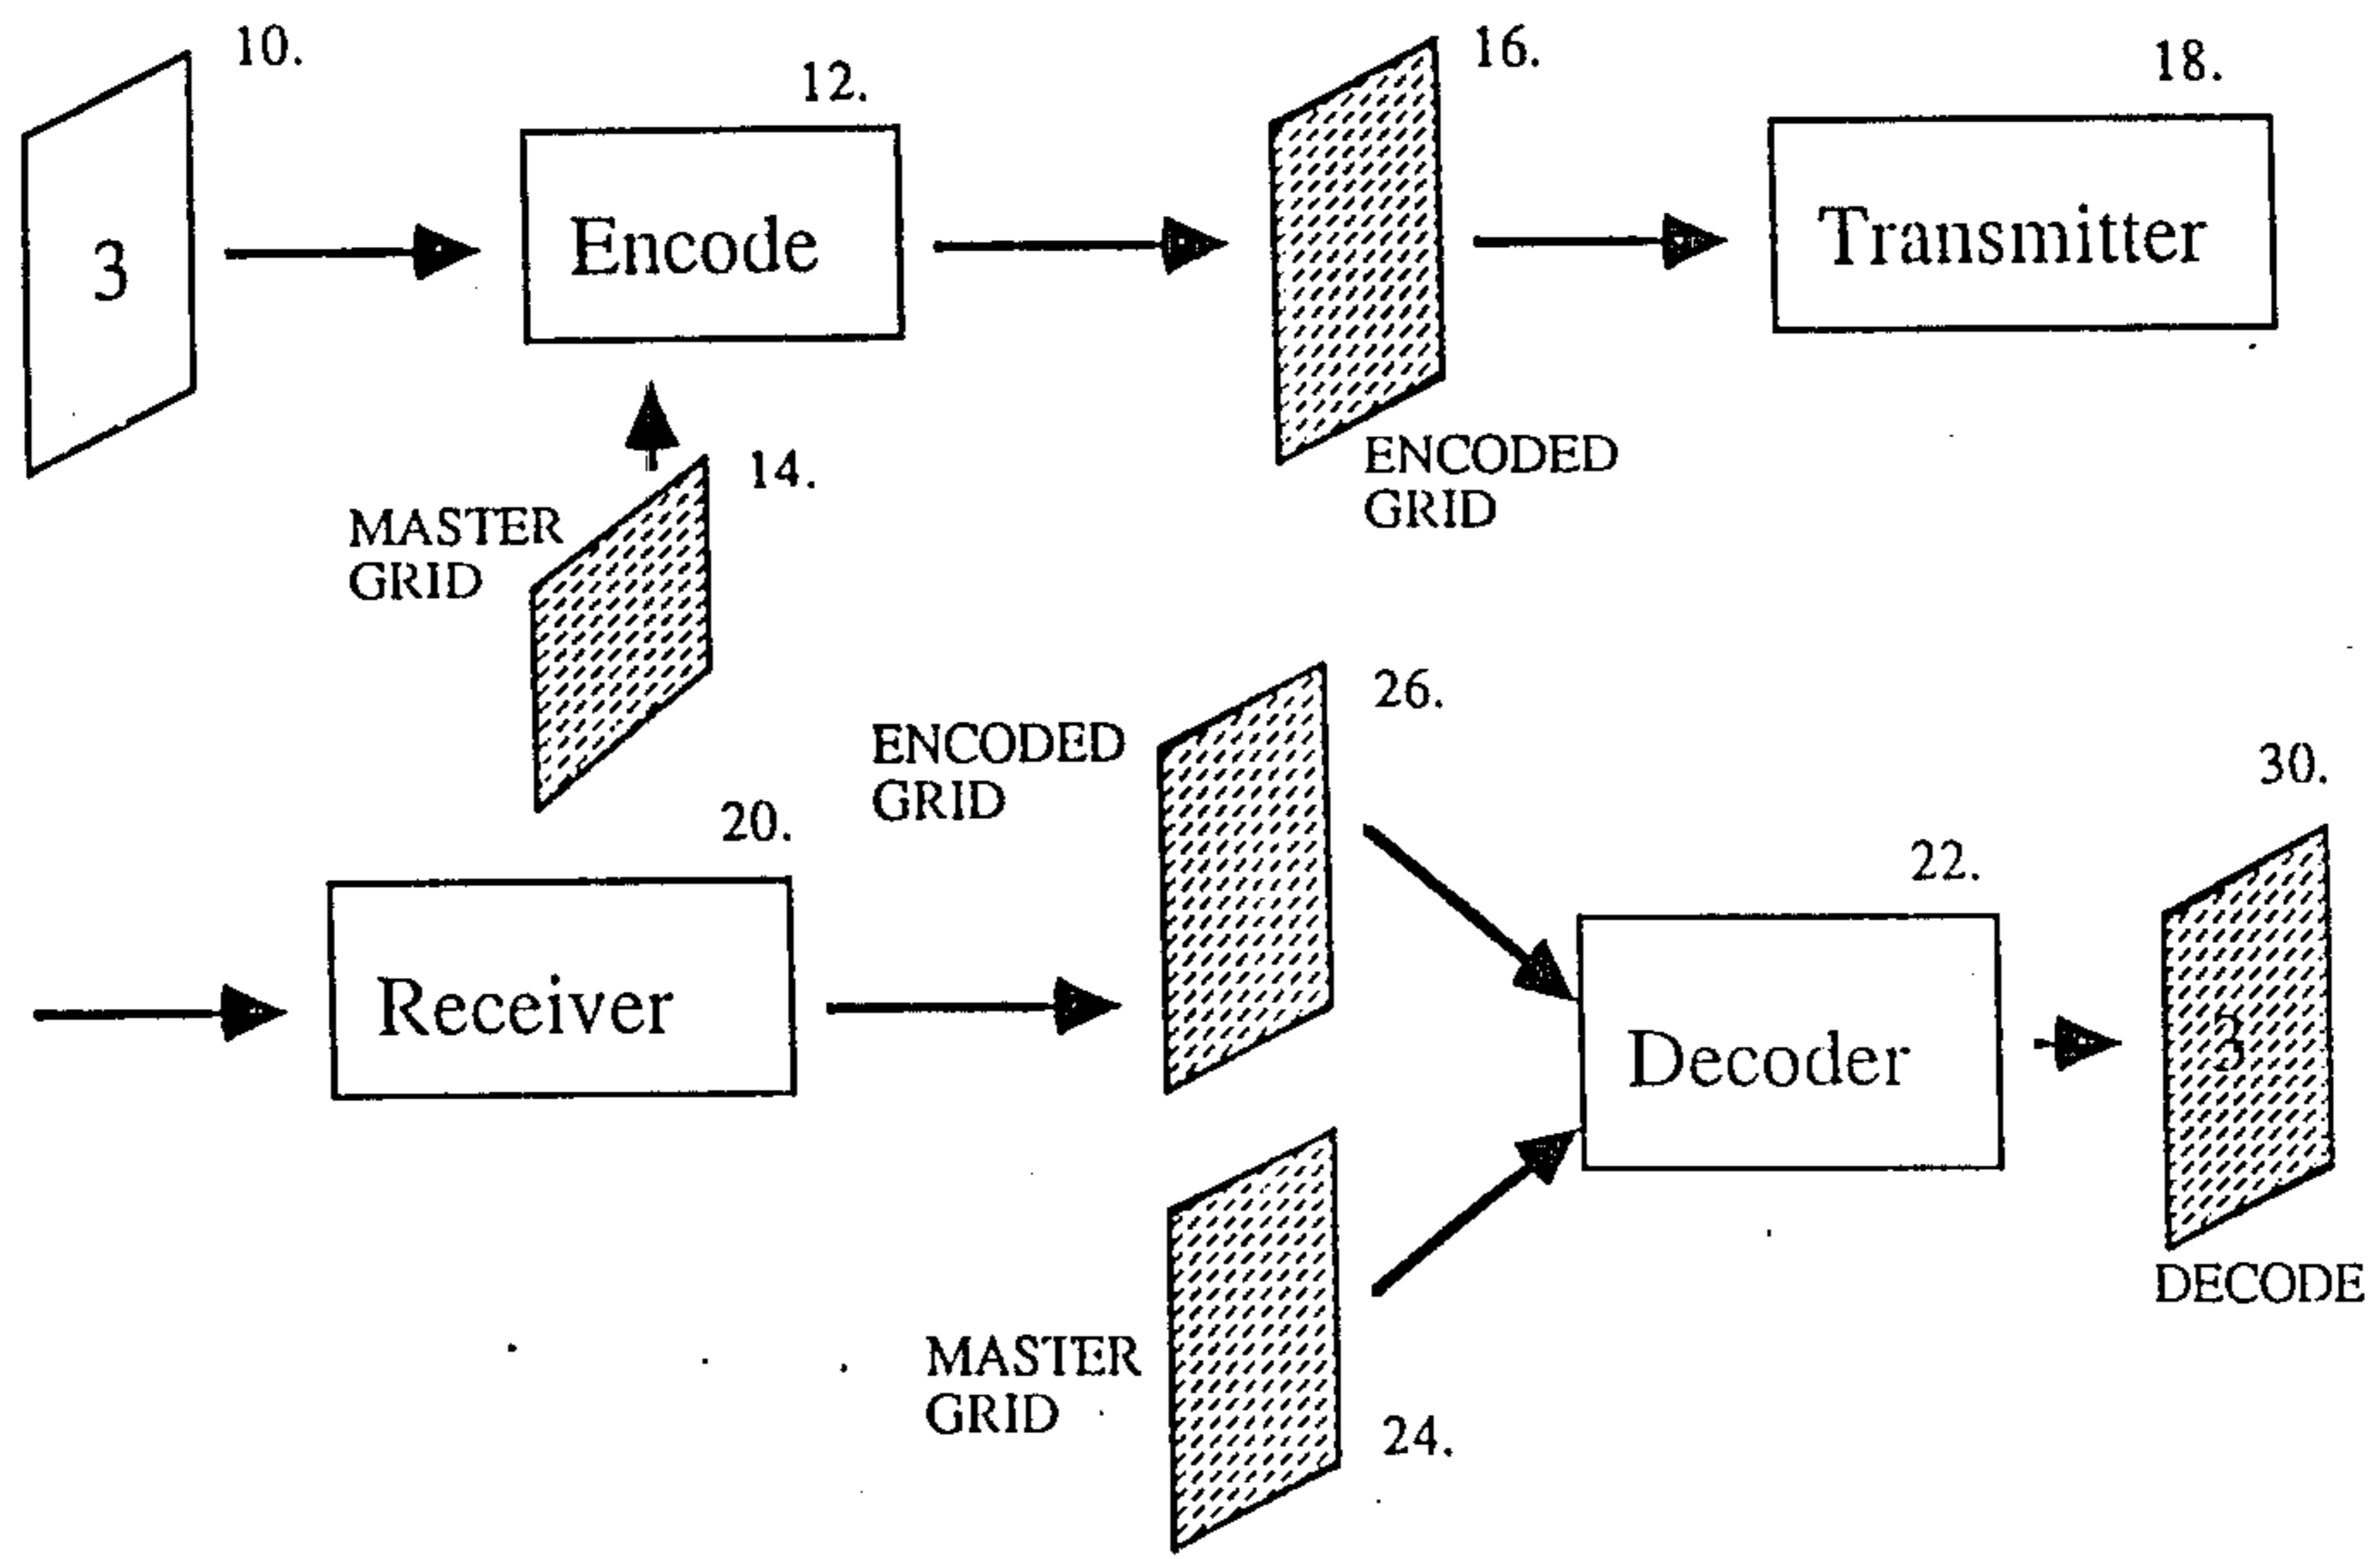 10.
12.
16.
18.
3
Encode
Transmitter
14.
MASTER
GRID
ENCODED
GRID
26.
ENCODED
GRID
20.
30.
22.
Receiver
Decoder
3
MASTER
GRID
24.
DECODE